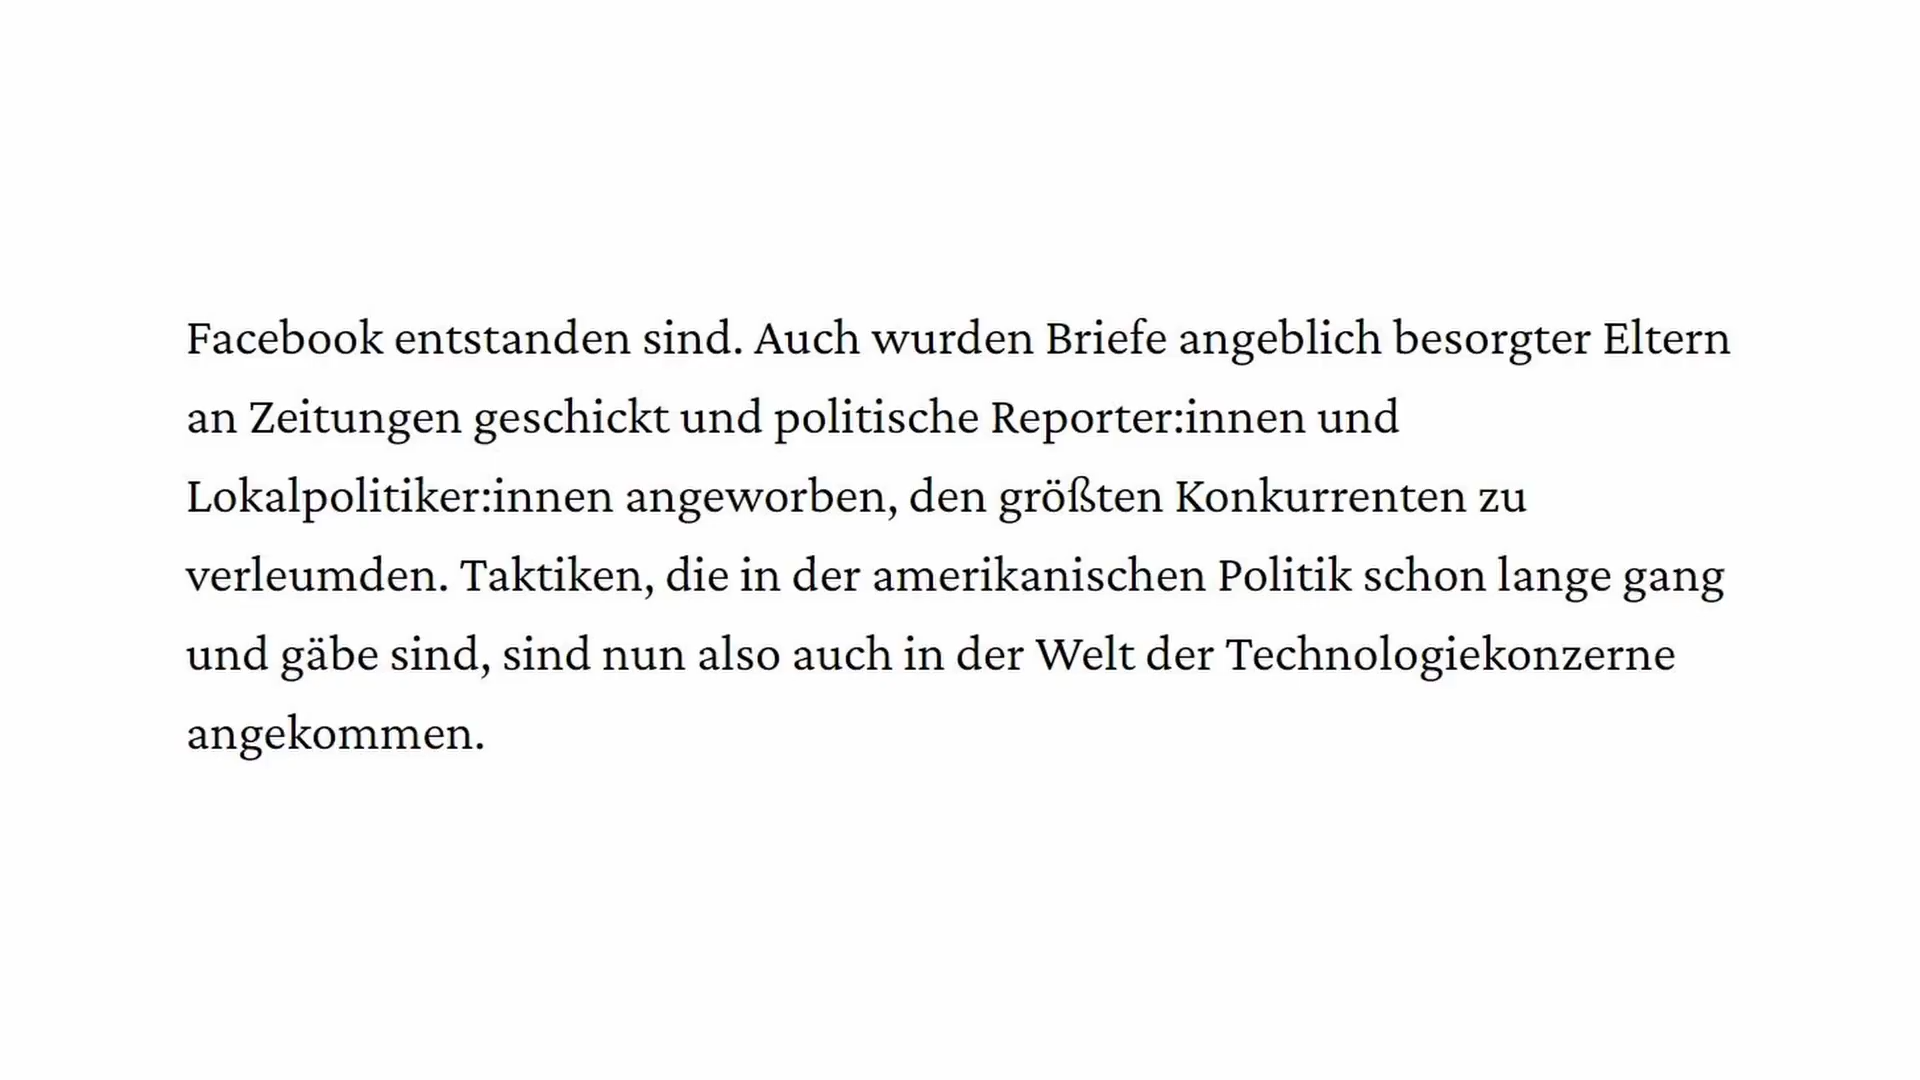 Facebook entstanden sind. Auch wurden Briefe angeblich besorgter Eltern
an Zeitungen geschickt und politische Reporter:innen und
Lokalpolitiker:innen angeworben, den größten Konkurrenten zu
verleumden. Taktiken, die in der amerikanischen Politik schon lange gang
und gäbe sind, sind nun also auch in der Welt der Technologiekonzerne
angekommen.